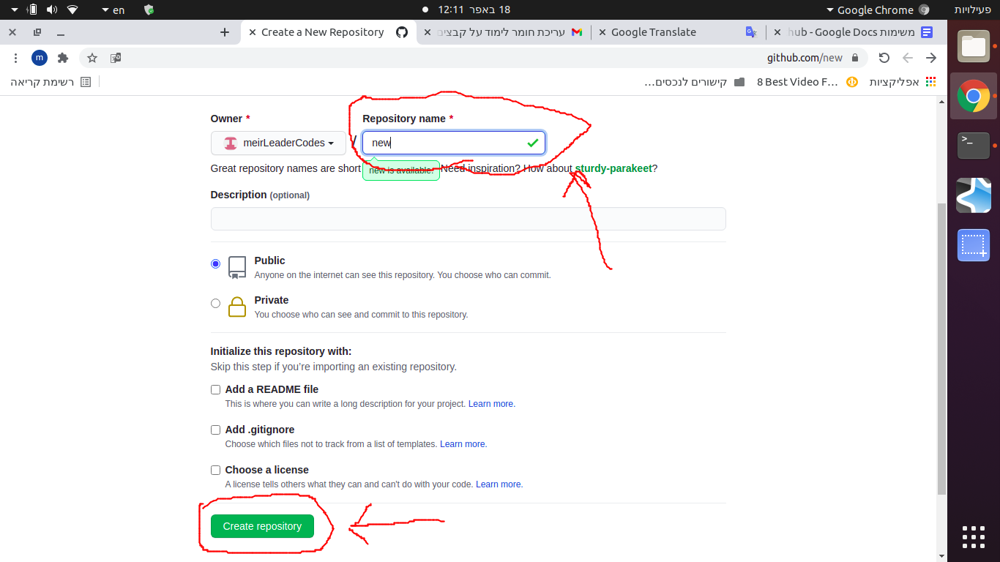 en
12:11 18 באפר
Google Chrome
פעילויות
Create a New Repository
עריכת חומר לימוד על קבצים
Google Translate
משימות hub - Google Docs
m
github.com/new
רשימת קריאה
קישורים לנכסים...
8 Best Video F...
אפליקציות
Owner *
Repository name *
meirLeaderCodes
/
new
Great repository names are short
new is available.
Need inspiration? How about sturdy-parakeet?
Description (optional)
Public
Anyone on the internet can see this repository. You choose who can commit.
Private
You choose who can see and commit to this repository.
Initialize this repository with:
Skip this step if you're importing an existing repository.
Add a README file
This is where you can write a long description for your project. Learn more.
Add .gitignore
Choose which files not to track from a list of templates. Learn more.
Choose a license
A license tells others what they can and can't do with your code. Learn more.
Create repository